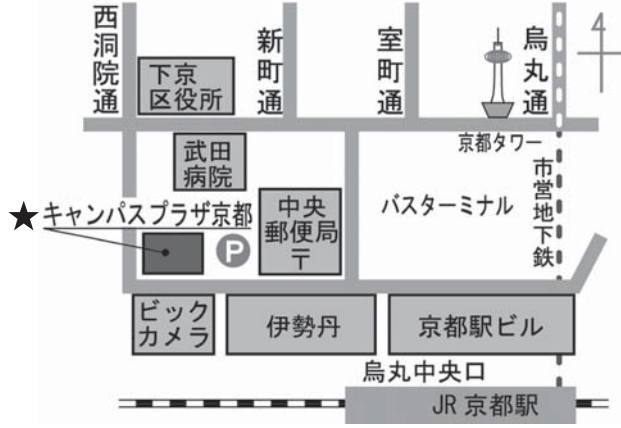 西洞院通
新町通
室町通
烏丸通
4
下京
区役所
京都タワー
武田
病院
市営地下鉄
★キャンパスプラザ京都
中央
郵便局
〒
バスターミナル
P
ビック
カメラ
伊勢丹
京都駅ビル
烏丸中央口
JR 京都駅